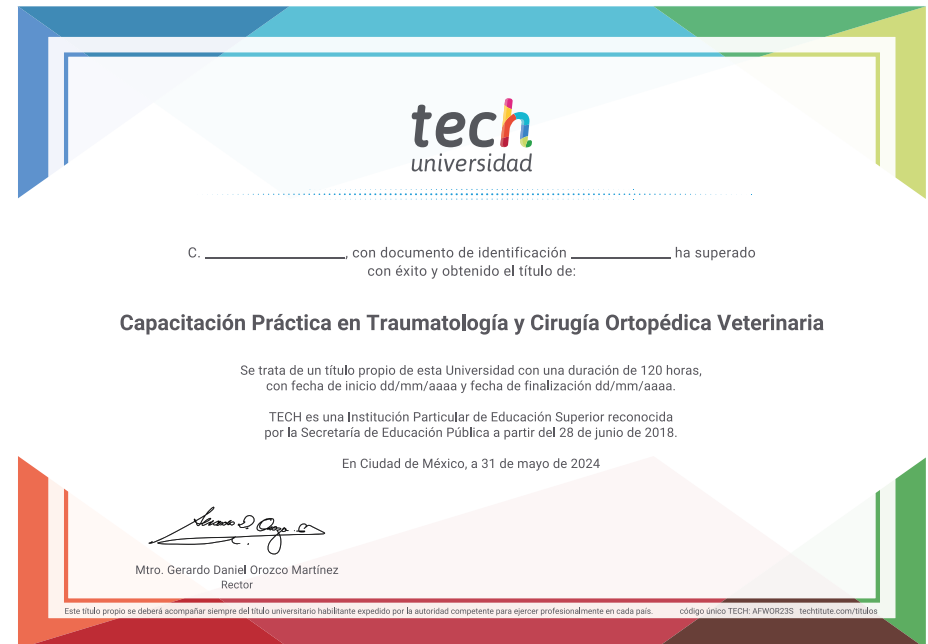 tech
universidad
C. ____________, con documento de identificación __________ ha superado
con éxito y obtenido el título de:
Capacitación Práctica en Traumatología y Cirugía Ortopédica Veterinaria
Se trata de un título propio de esta Universidad con una duración de 120 horas,
con fecha de inicio dd/mm/aaaa y fecha de finalización dd/mm/aaaa.
TECH es una Institución Particular de Educación Superior reconocida
por la Secretaría de Educación Pública a partir del 28 de junio de 2018.
En Ciudad de México, a 31 de mayo de 2024
Mtro. Gerardo Daniel Orozco Martínez
Rector
Este título propio se deberá acompañar siempre del título universitario habilitante expedido por la autoridad competente para ejercer profesionalmente en cada país. código único TECH: AFWOR23S techtitute.com/titulos